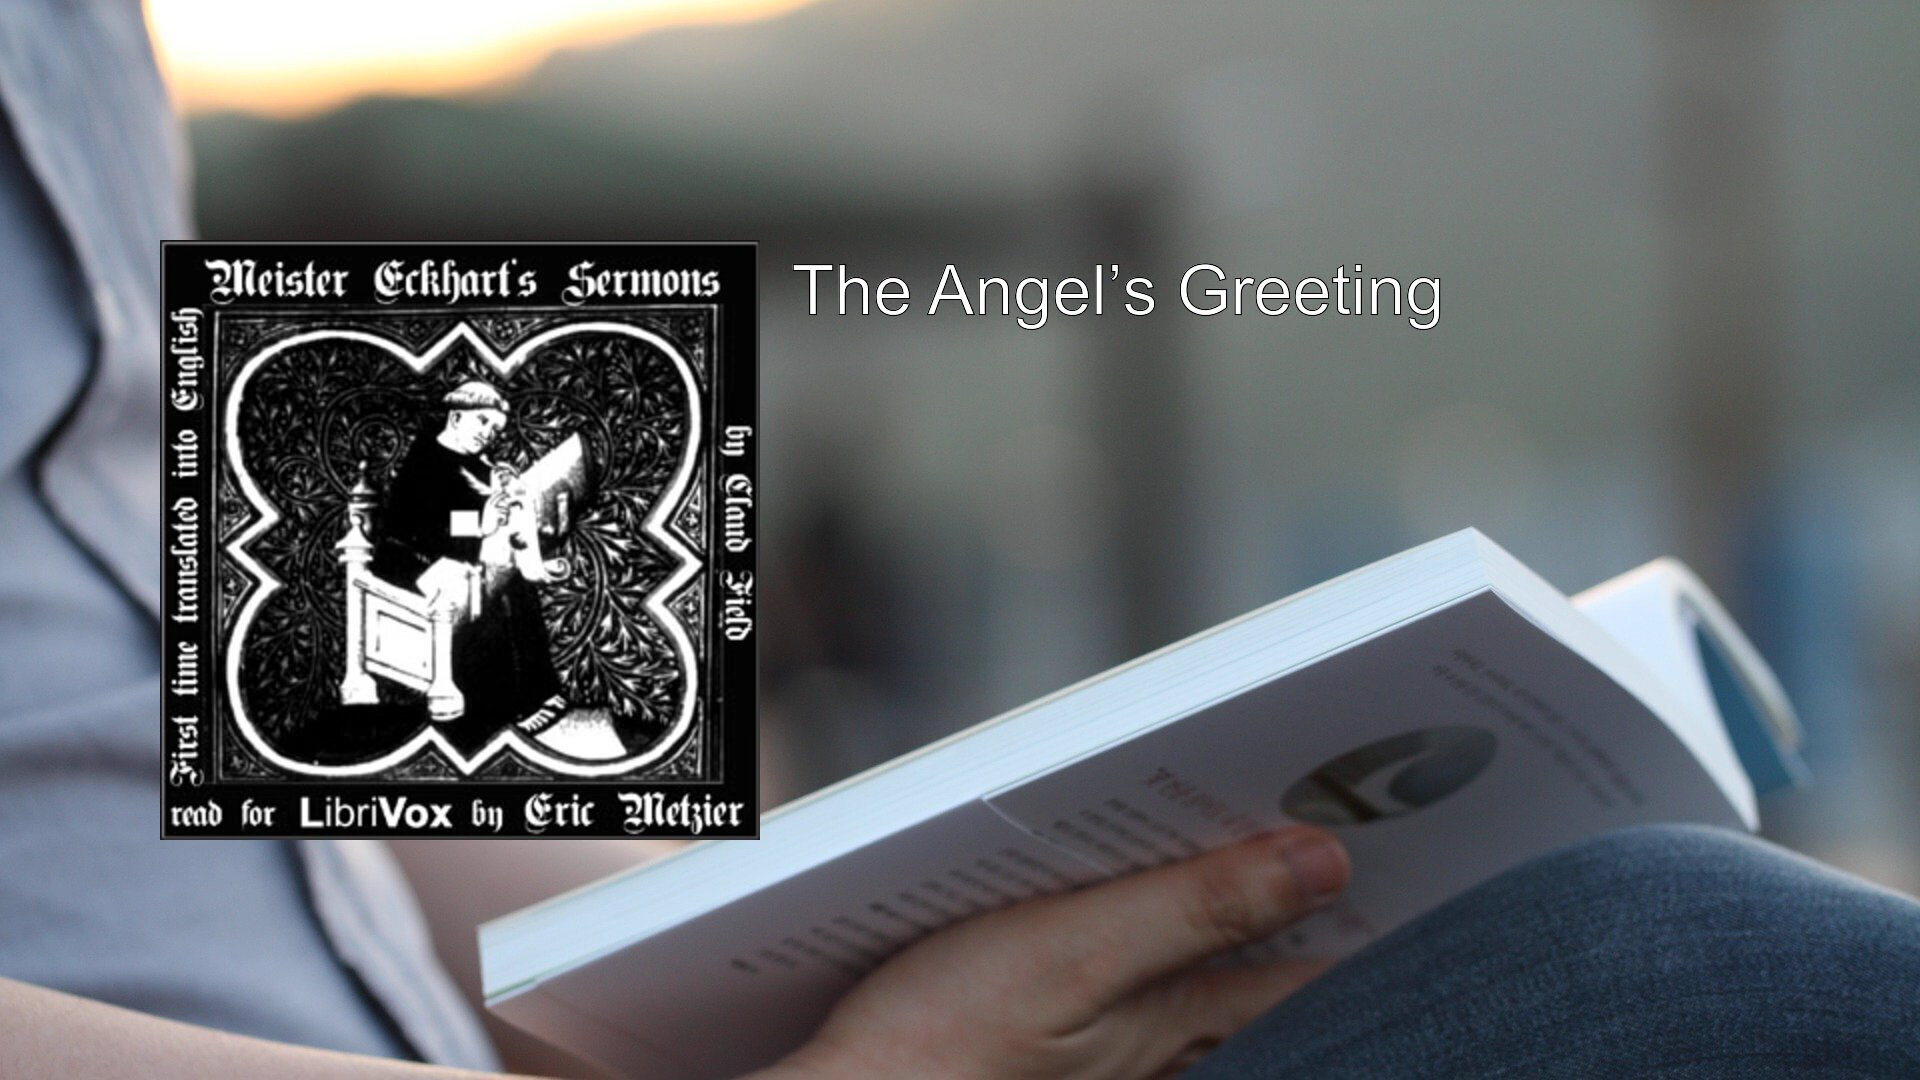 Meister Eckhart's Sermons
First time translated into English
by Claud Field
read for LibriVox by Eric Metzier
The Angel’s Greeting